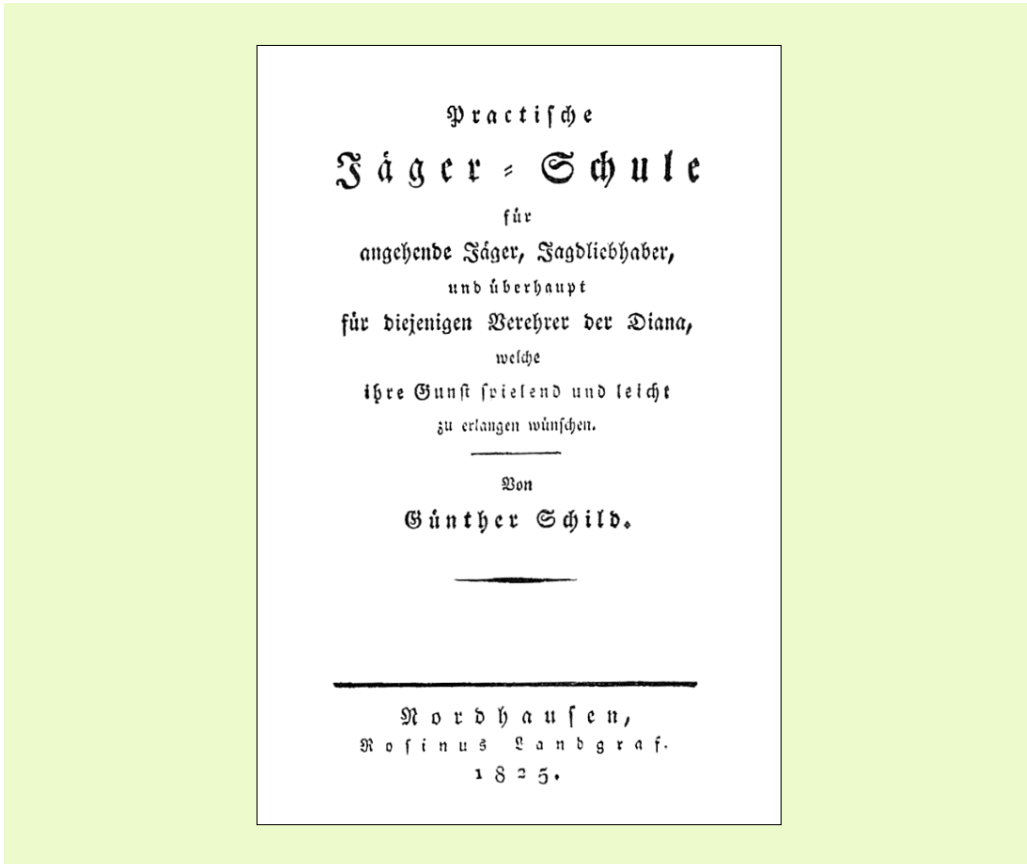 Practiſche
Jäger-Schule
für
angehende Jäger, Jagdliebhaber,
und überhaupt
für diejenigen Verehrer der Diana,
welche
ihre Gunſt ſpielend und leicht
zu erlangen wünſchen.
Von
Günther Schild.
Nordhauſen,
Roſinus Landgraf.
1825.